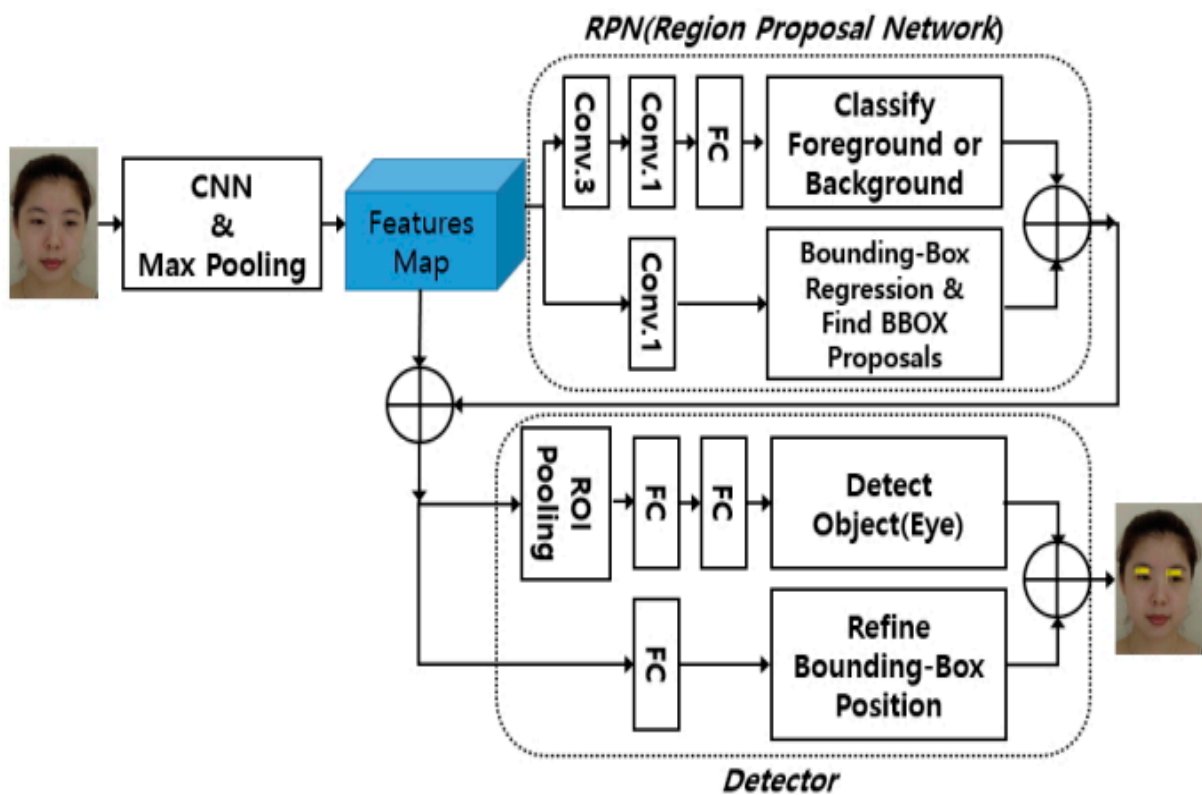 RPN(Region Proposal Network)
Conv.3
Conv.1
FC
Classify
Foreground or
Background
CNN
&
Max Pooling
Features
Map
Conv.1
Bounding-Box
Regression &
Find BBOX
Proposals
ROI
Pooling
FC
FC
Detect
Object(Eye)
FC
Refine
Bounding-Box
Position
Detector